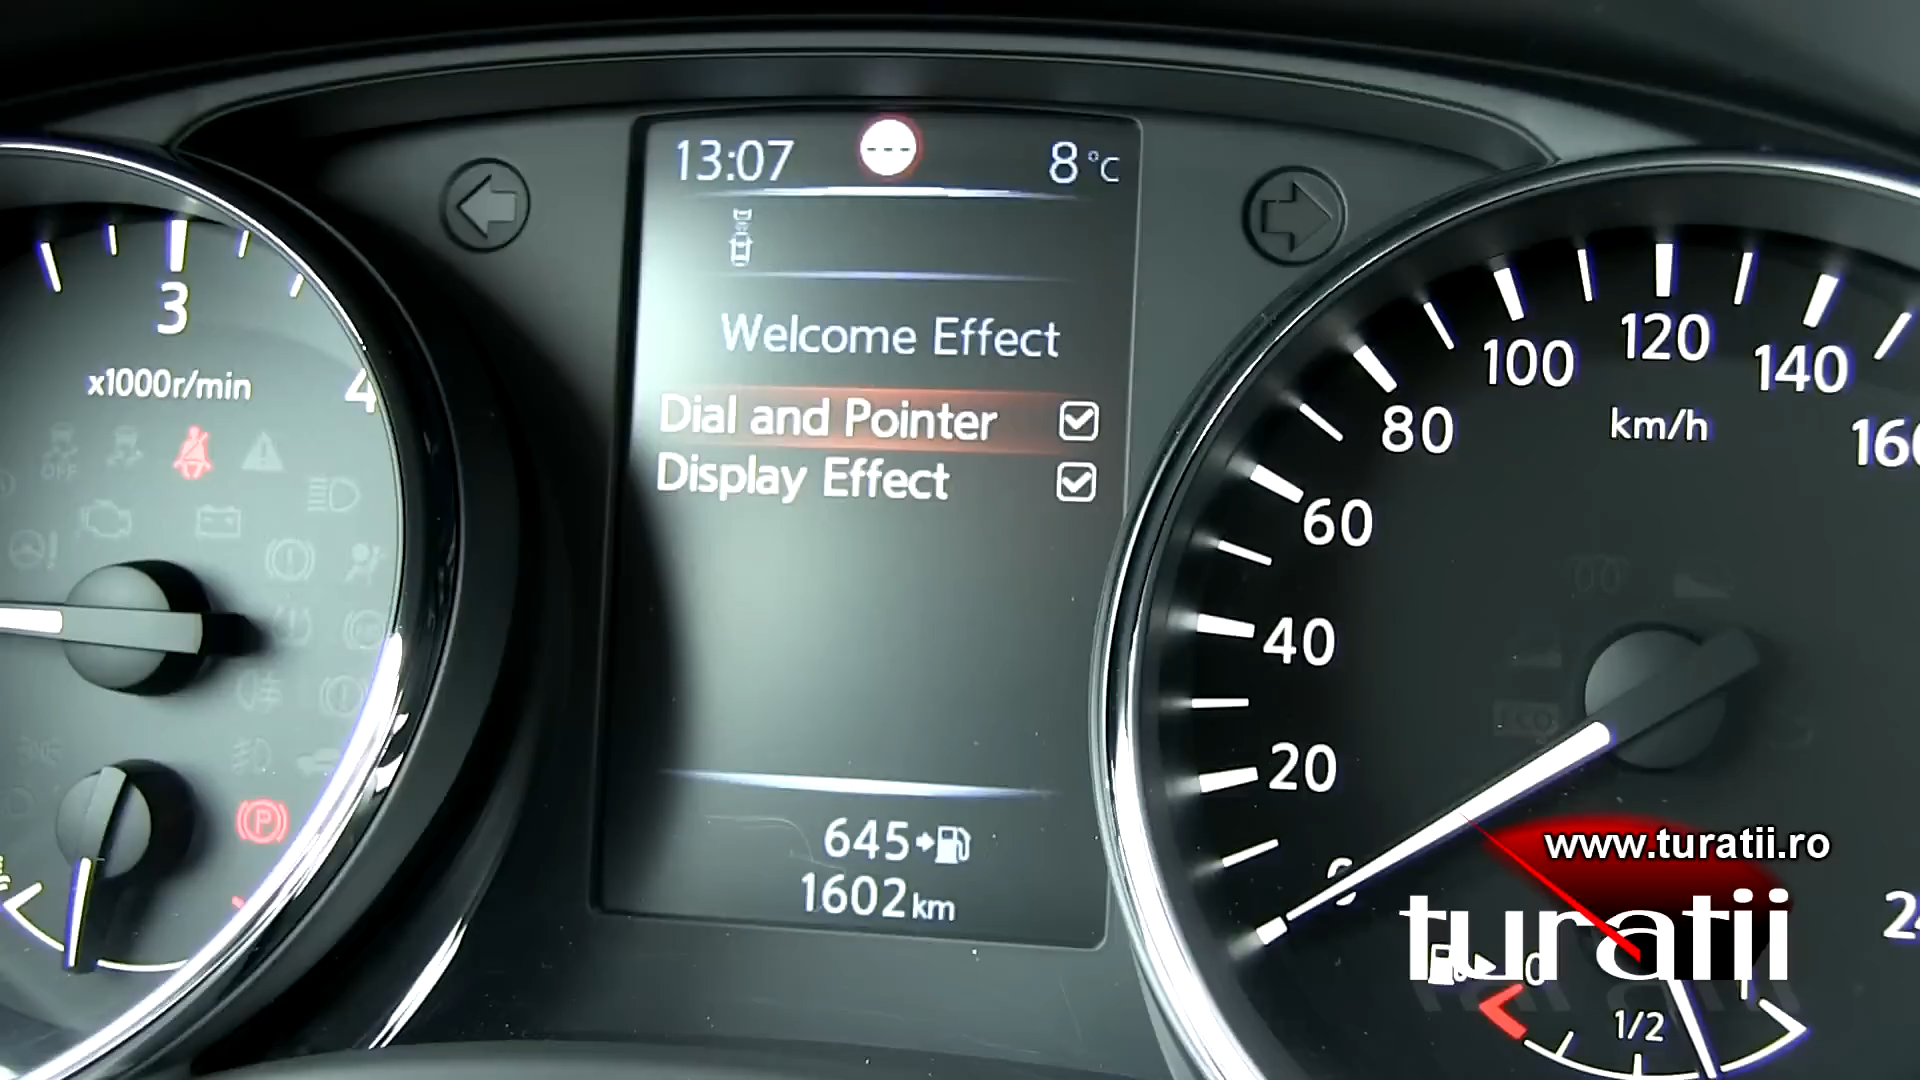 13:07
8 °C
Welcome Effect
Dial and Pointer
Display Effect
645
1602 km
3
4
x1000r/min
OFF
P
20
40
60
80
100
120
140
km/h
1/2
www.turatii.ro
turatii